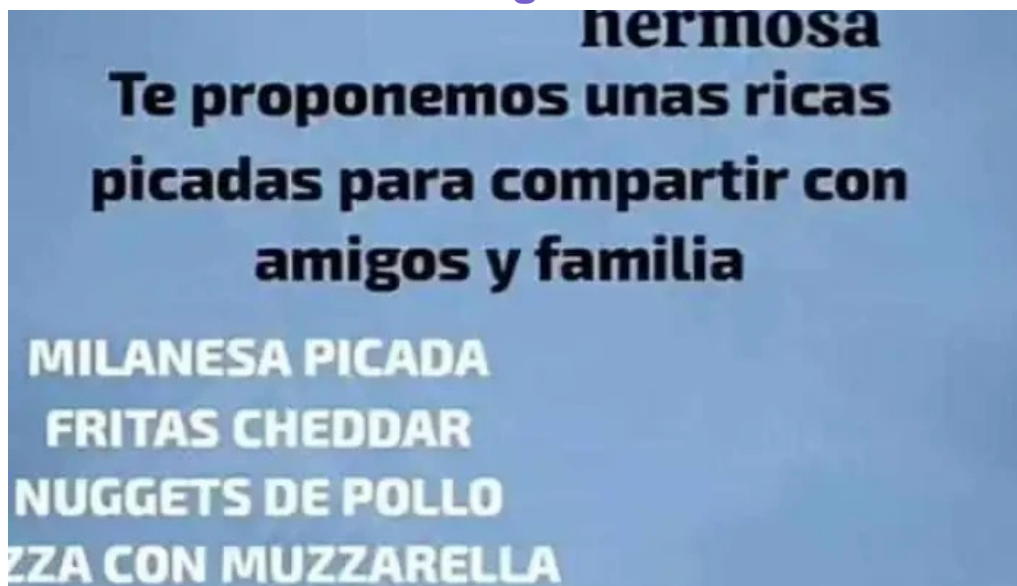 hermosa
Te proponemos unas ricas
picadas para compartir con
amigos y familia
MILANESA PICADA
FRITAS CHEDDAR
NUGGETS DE POLLO
ZZA CON MUZZARELLA